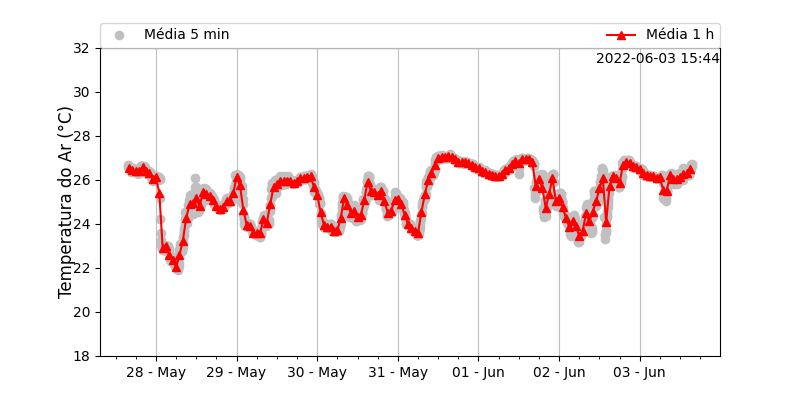 Média 5 min
Média 1 h
2022-06-03 15:44
Temperatura do Ar (°C)
32
30
28
26
24
22
20
18
28 - May
29 - May
30 - May
31 - May
01 - Jun
02 - Jun
03 - Jun